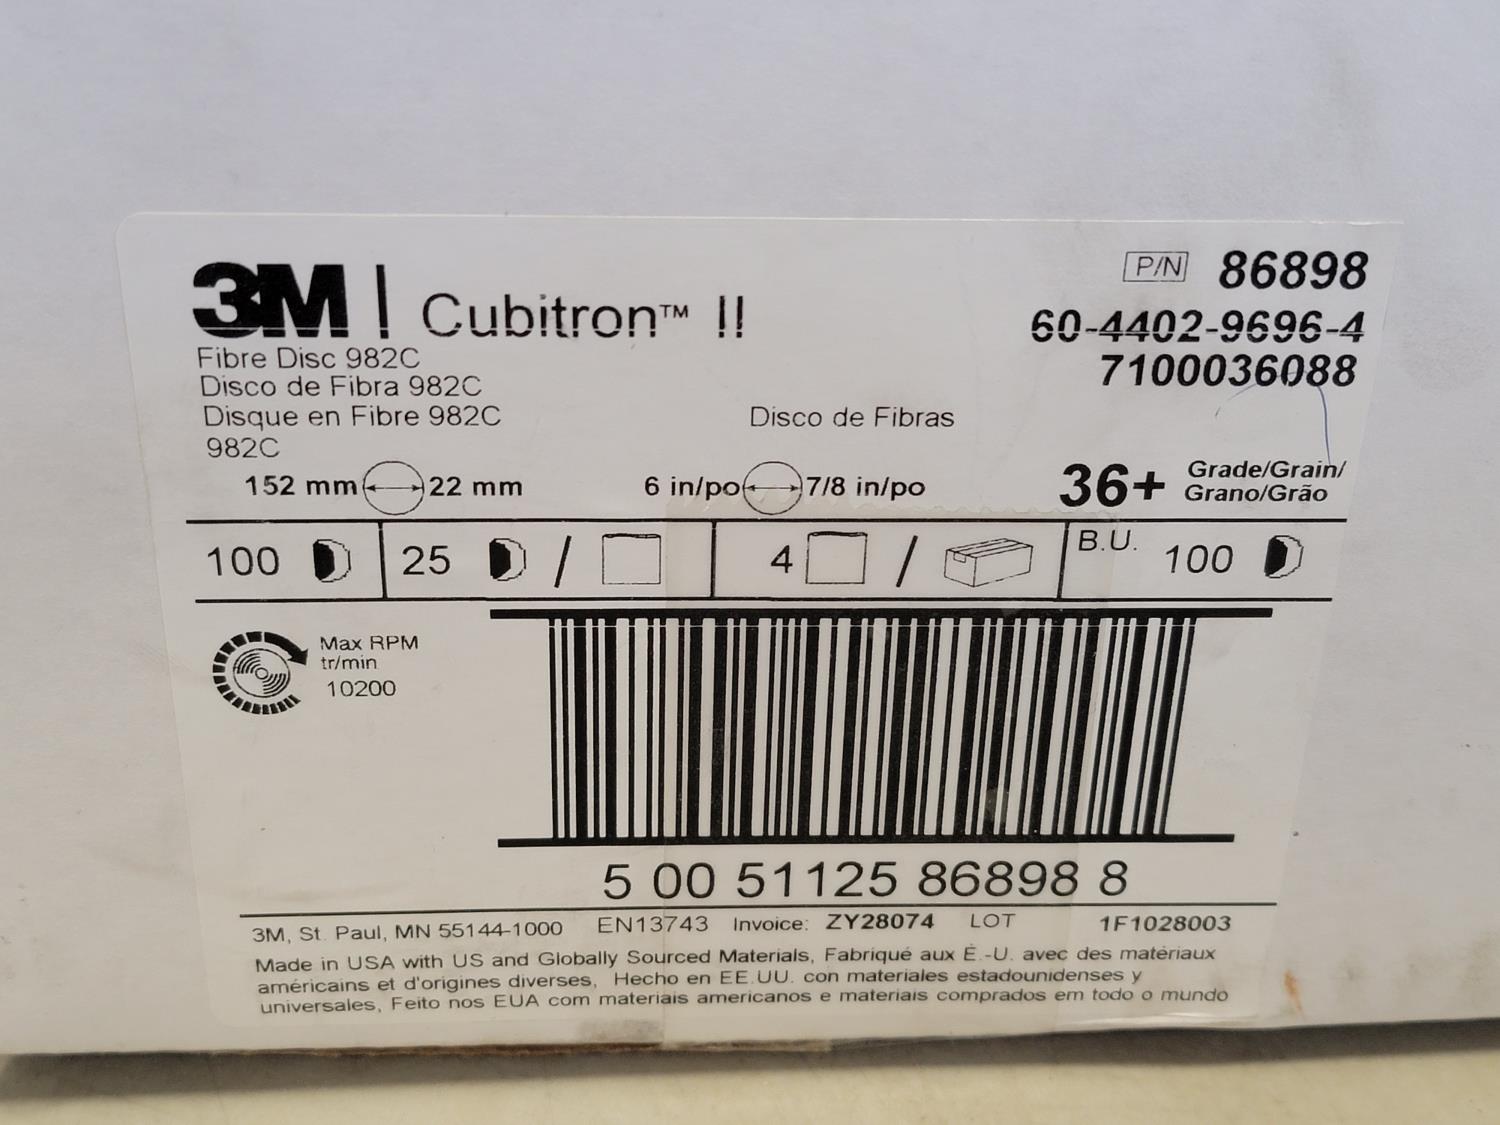 3M | Cubitron™ II
P/N 86898
60-4402-9696-4
7100036088
Fibre Disc 982C
Disco de Fibra 982C
Disque en Fibre 982C
Disco de Fibras
982C
152 mm 22 mm
6 in/po 7/8 in/po
36+ Grade/Grain/
Grano/Grão
100 25 / 4 / B.U. 100
Max RPM
tr/min
10200
5 00 51125 86898 8
3M, St. Paul, MN 55144-1000 EN13743 Invoice: ZY28074 LOT 1F1028003
Made in USA with US and Globally Sourced Materials, Fabriqué aux É.-U. avec des matériaux
américains et d'origines diverses, Hecho en EE.UU. con materiales estadounidenses y
universales, Feito nos EUA com materiais americanos e materiais comprados em todo o mundo